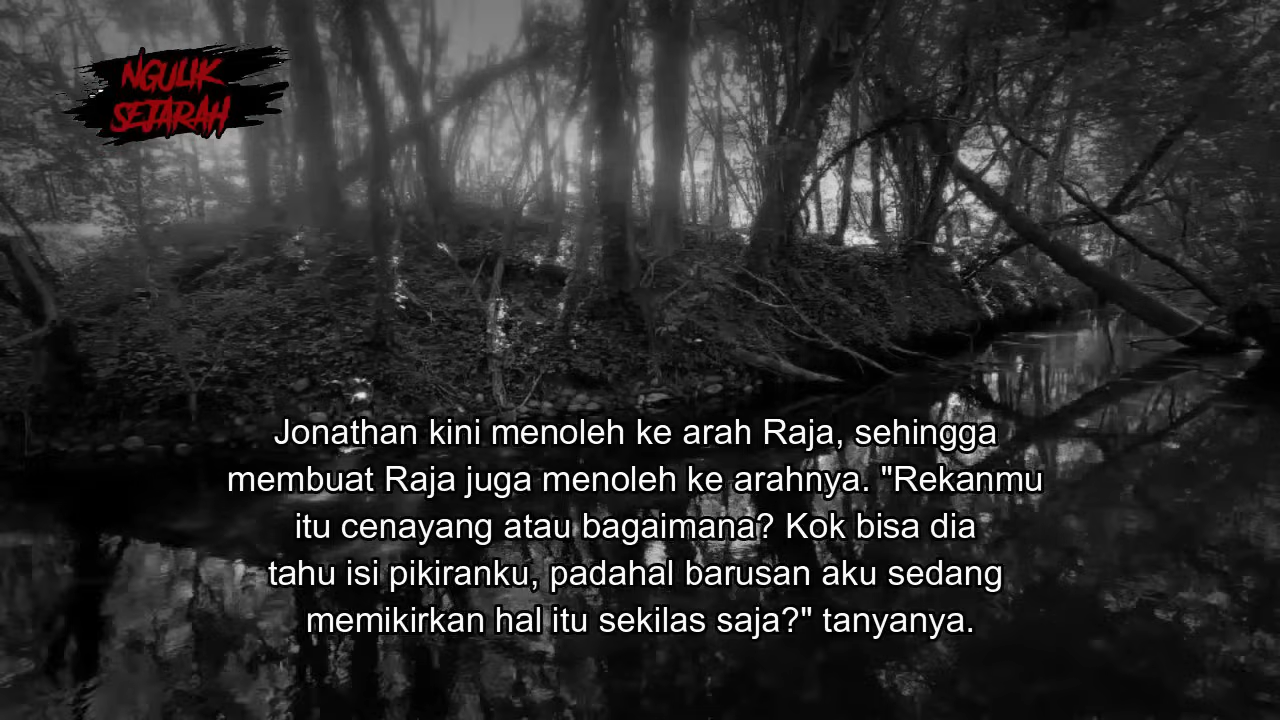 NGULIK
SEJARAH
Jonathan kini menoleh ke arah Raja, sehingga
membuat Raja juga menoleh ke arahnya. "Rekanmu
itu cenayang atau bagaimana? Kok bisa dia
tahu isi pikiranku, padahal barusan aku sedang
memikirkan hal itu sekilas saja?" tanyanya.